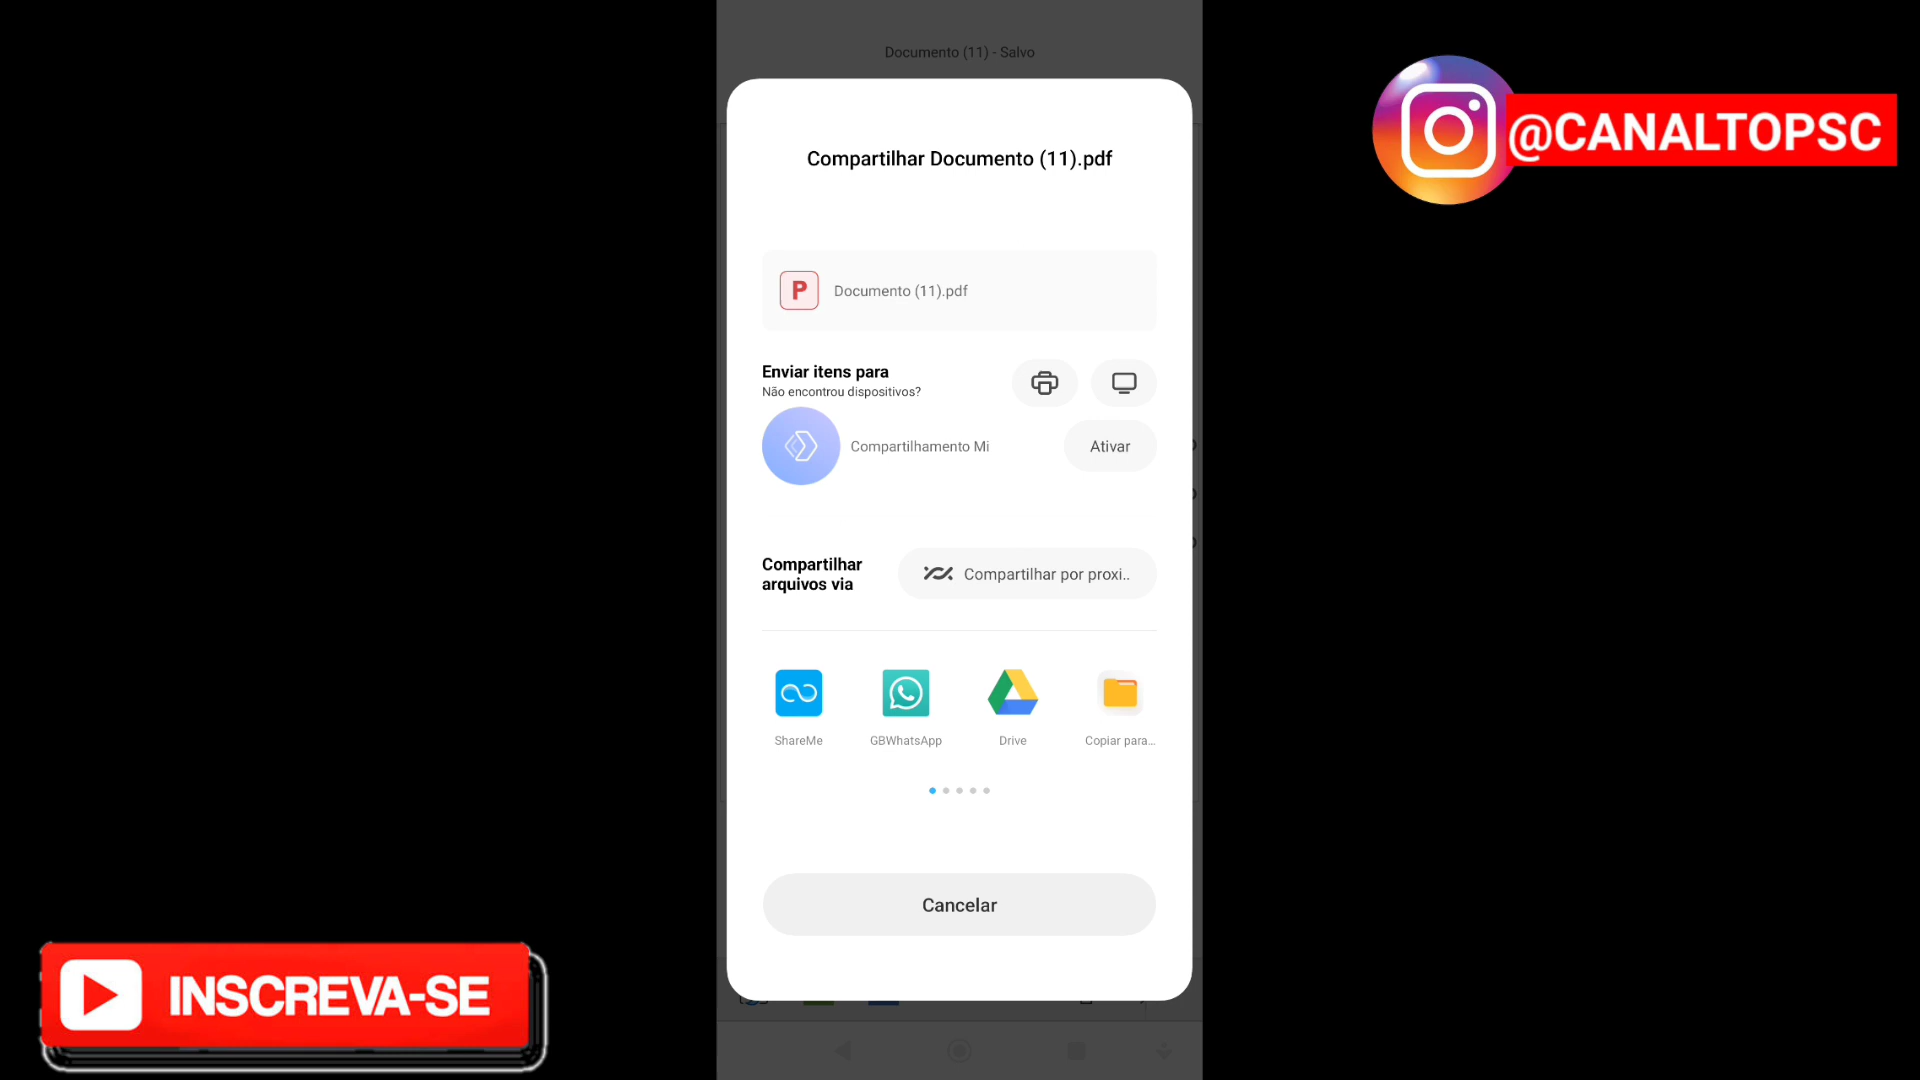 Documento (11) - Salvo
Compartilhar Documento (11).pdf
P
Documento (11).pdf
Enviar itens para
Não encontrou dispositivos?
Compartilhamento Mi
Ativar
Compartilhar
arquivos via
Compartilhar por proxi..
ShareMe
GBWhatsApp
Drive
Copiar para...
Cancelar
@CANALTOPSC
INSCREVA-SE